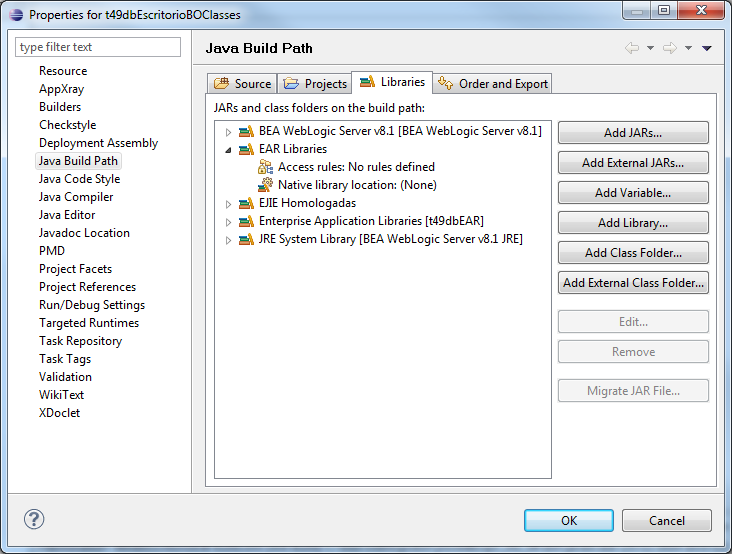 Properties for t49dbEscritorioBOClasses
type filter text
Resource
AppXray
Builders
Checkstyle
Deployment Assembly
Java Build Path
Java Code Style
Java Compiler
Java Editor
Javadoc Location
PMD
Project Facets
Project References
Run/Debug Settings
Targeted Runtimes
Task Repository
Task Tags
Validation
WikiText
XDoclet
Java Build Path
Source
Projects
Libraries
Order and Export
JARs and class folders on the build path:
BEA WebLogic Server v8.1 [BEA WebLogic Server v8.1]
EAR Libraries
Access rules: No rules defined
Native library location: (None)
EJIE Homologadas
Enterprise Application Libraries [t49dbEAR]
JRE System Library [BEA WebLogic Server v8.1 JRE]
Add JARs...
Add External JARs...
Add Variable...
Add Library...
Add Class Folder...
Add External Class Folder...
Edit...
Remove
Migrate JAR File...
?
OK
Cancel